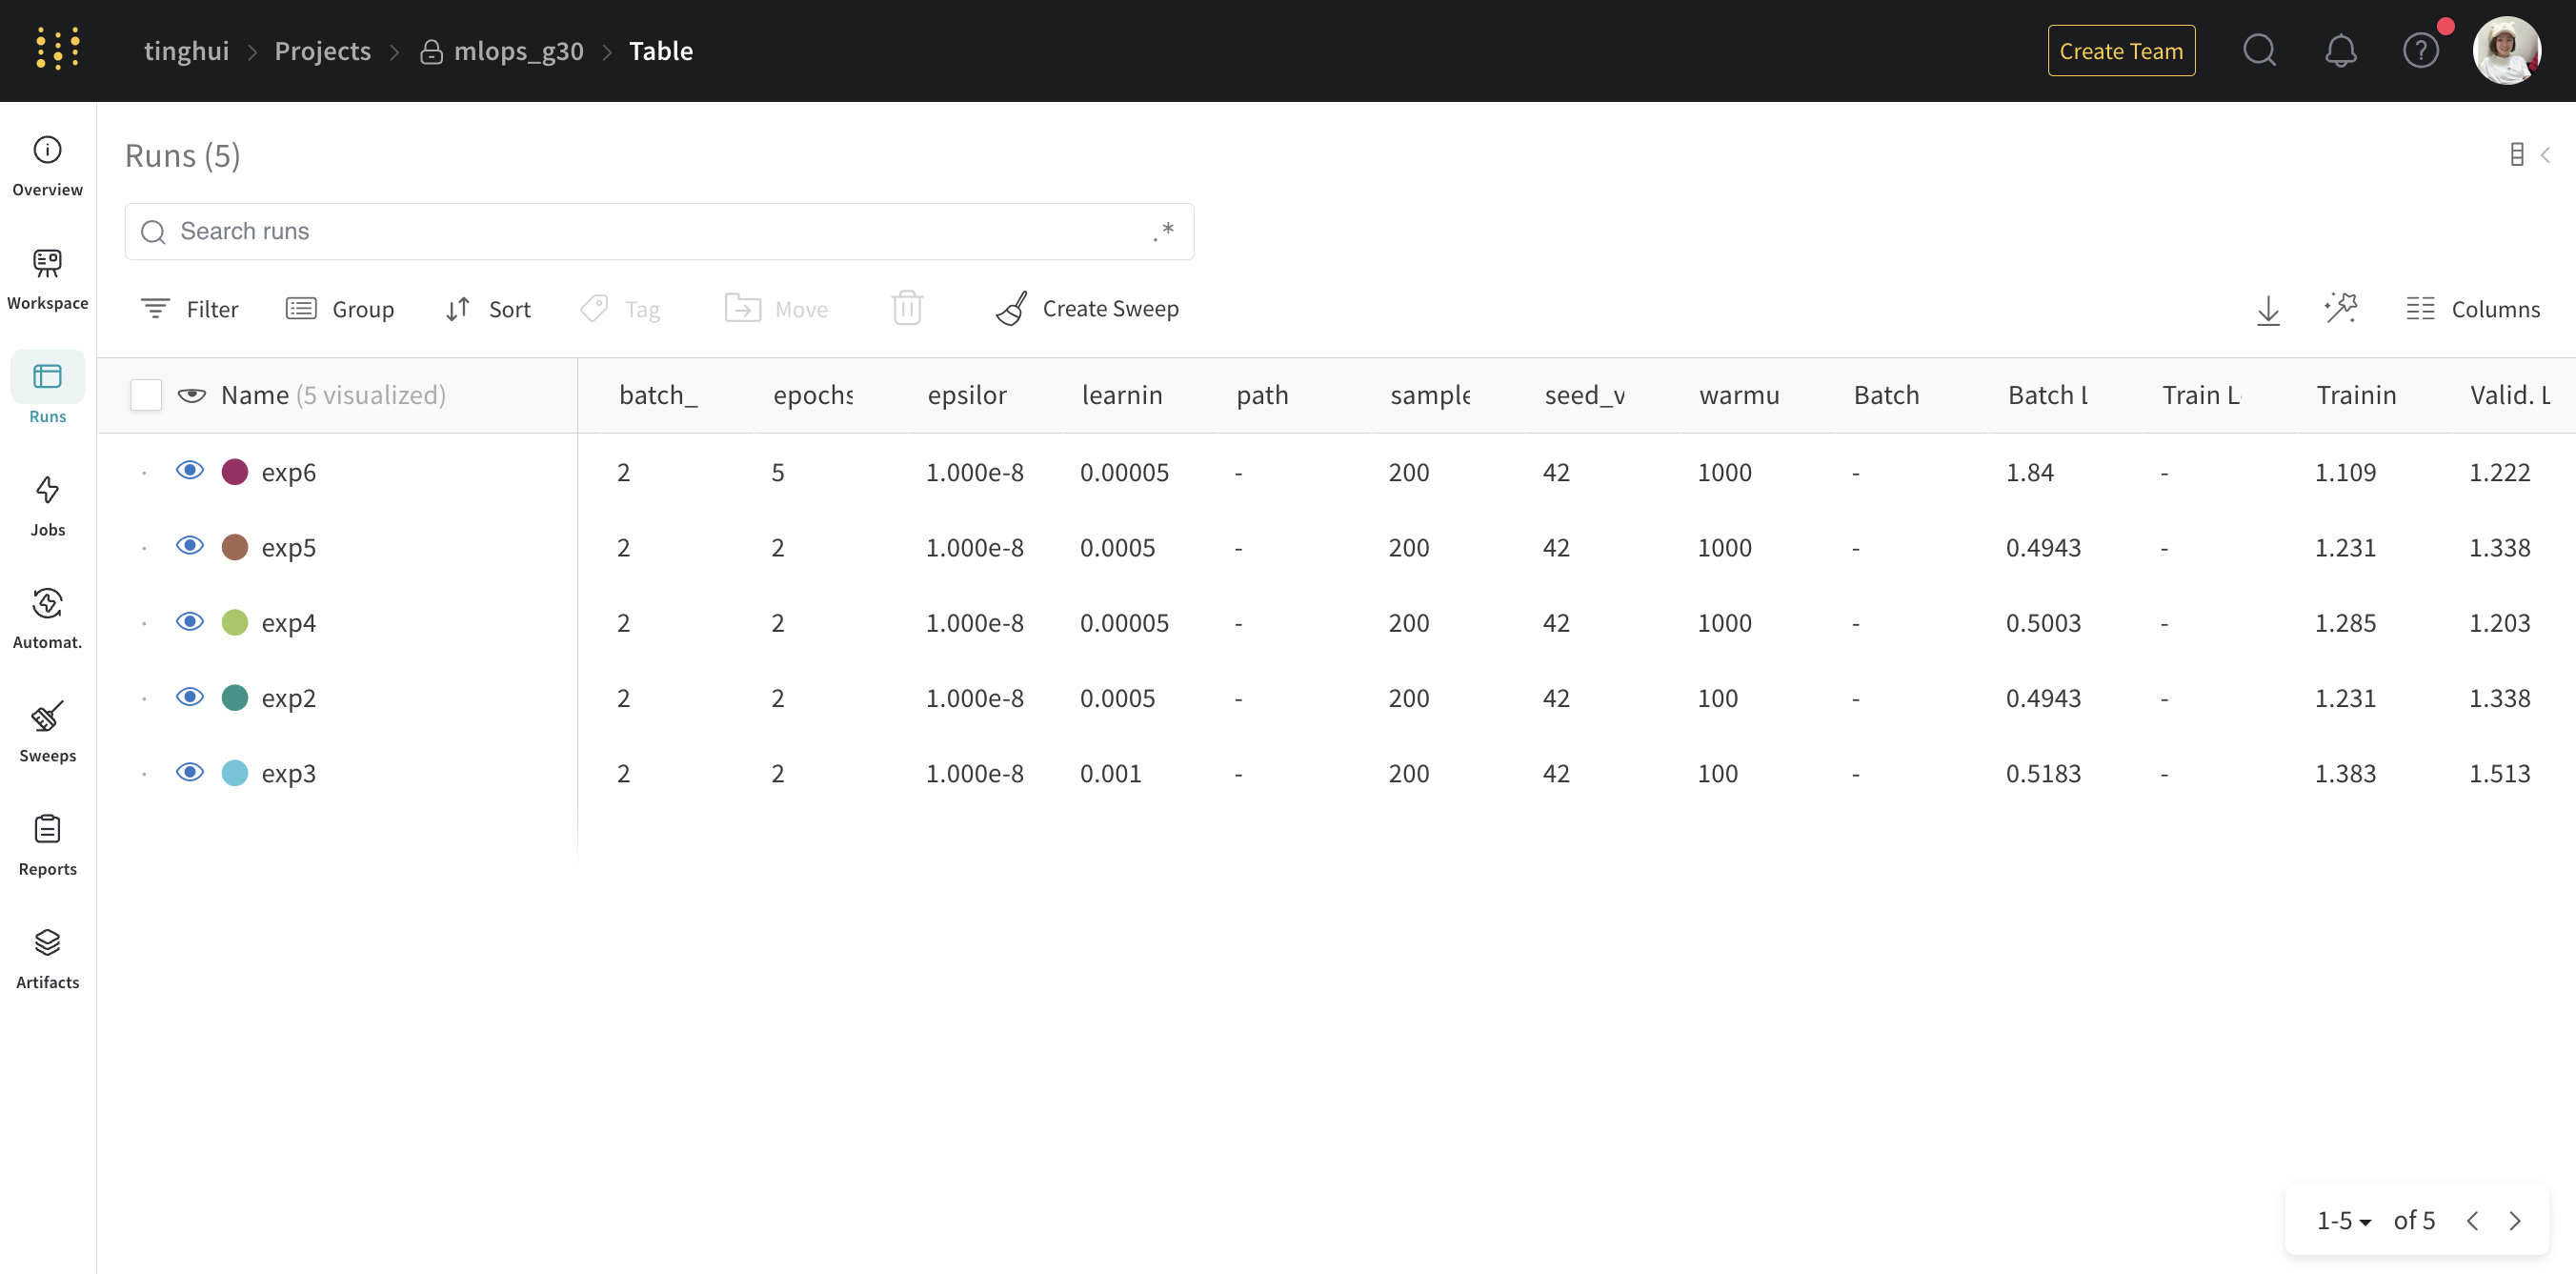 tinghui > Projects > mlops_g30 > Table
Create Team
Overview
Workspace
Runs
Jobs
Automat.
Sweeps
Reports
Artifacts
Runs (5)
Search runs .*
Filter Group Sort Tag Move Create Sweep Columns
Name (5 visualized) batch_ epochs epsilor learnin path sample seed_v warmu Batch Batch L Train L Trainin Valid. L
exp6 2 5 1.000e-8 0.00005 - 200 42 1000 - 1.84 - 1.109 1.222
exp5 2 2 1.000e-8 0.0005 - 200 42 1000 - 0.4943 - 1.231 1.338
exp4 2 2 1.000e-8 0.00005 - 200 42 1000 - 0.5003 - 1.285 1.203
exp2 2 2 1.000e-8 0.0005 - 200 42 100 - 0.4943 - 1.231 1.338
exp3 2 2 1.000e-8 0.001 - 200 42 100 - 0.5183 - 1.383 1.513
1-5 of 5